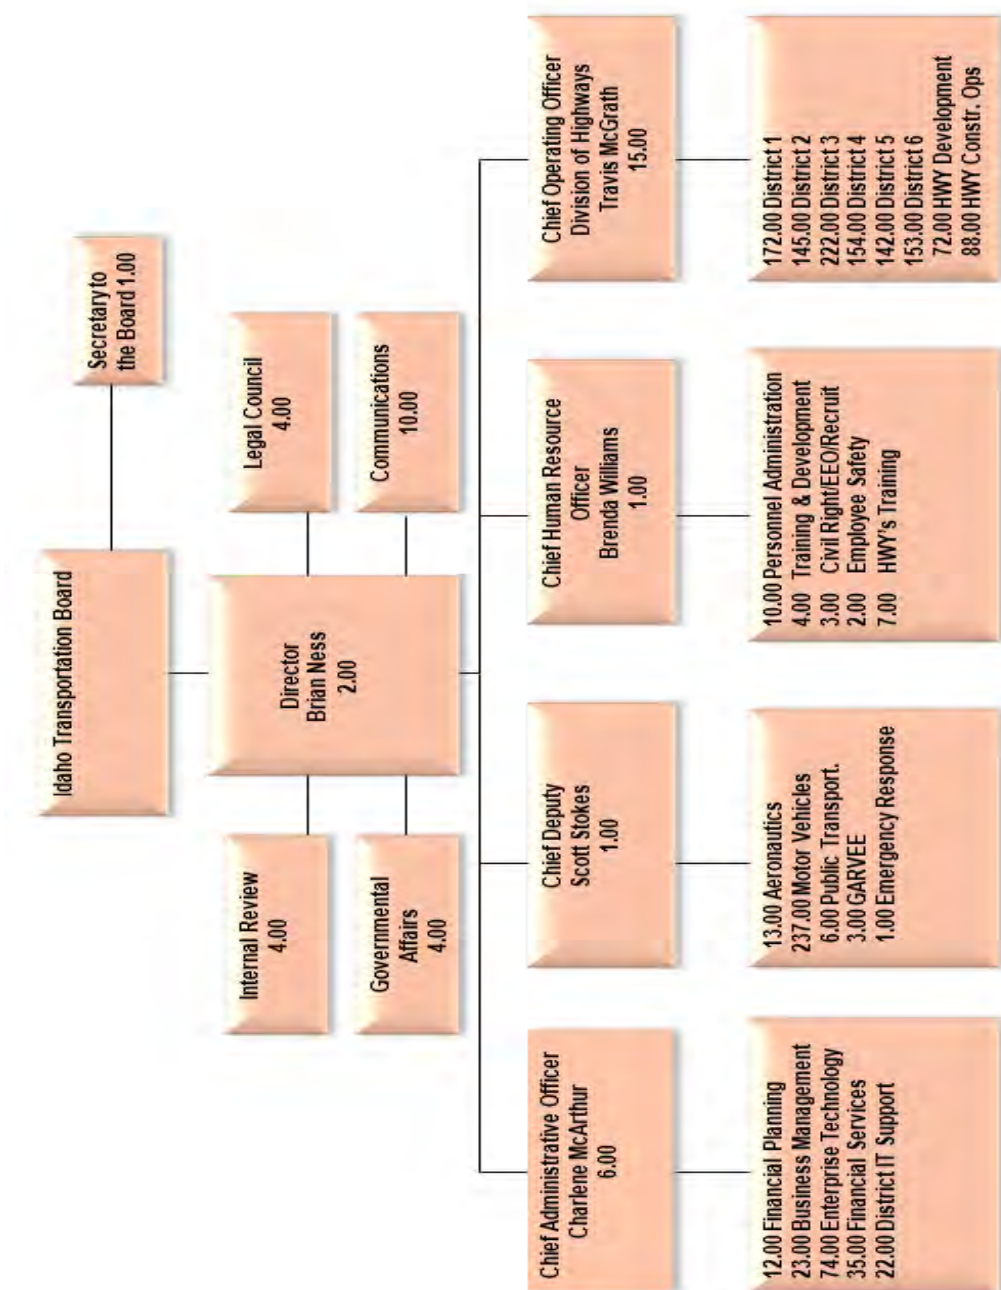 Idaho Transportation Board
Secretary to
the Board 1.00
Director
Brian Ness
2.00
Internal Review
4.00
Legal Council
4.00
Governmental
Affairs
4.00
Communications
10.00
Chief Administrative Officer
Charlene McArthur
6.00
Chief Deputy
Scott Stokes
1.00
Chief Human Resource
Officer
Brenda Williams
1.00
Chief Operating Officer
Division of Highways
Travis McGrath
15.00
12.00 Financial Planning
23.00 Business Management
74.00 Enterprise Technology
35.00 Financial Services
22.00 District IT Support
13.00 Aeronautics
237.00 Motor Vehicles
6.00 Public Transport.
3.00 GARVEE
1.00 Emergency Response
10.00 Personnel Administration
4.00 Training & Development
3.00 Civil Right/EEO/Recruit
2.00 Employee Safety
7.00 HWY's Training
172.00 District 1
145.00 District 2
222.00 District 3
154.00 District 4
142.00 District 5
153.00 District 6
72.00 HWY Development
88.00 HWY Constr. Ops